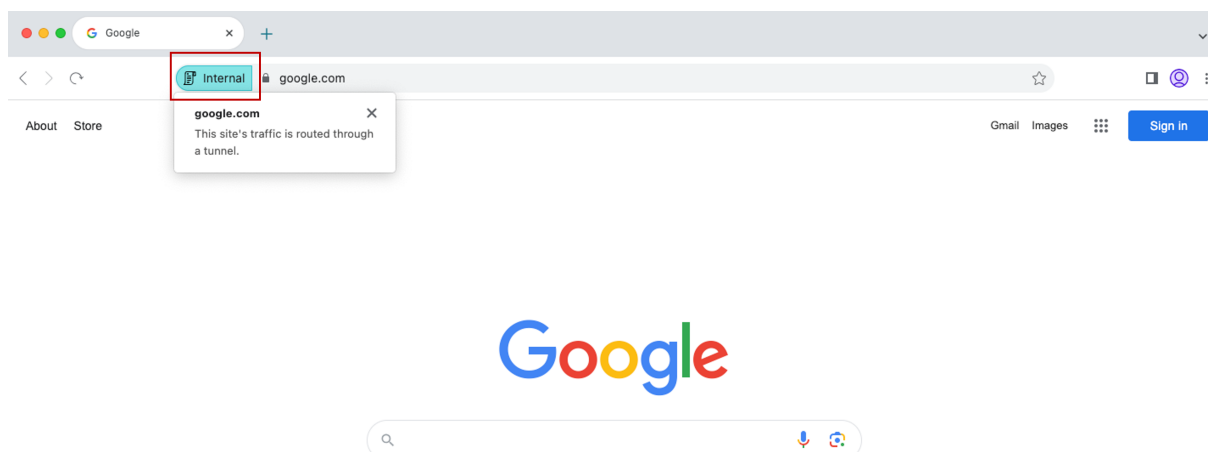 Google
Internal google.com
google.com
This site's traffic is routed through
a tunnel.
About Store
Gmail Images
Sign in
Google